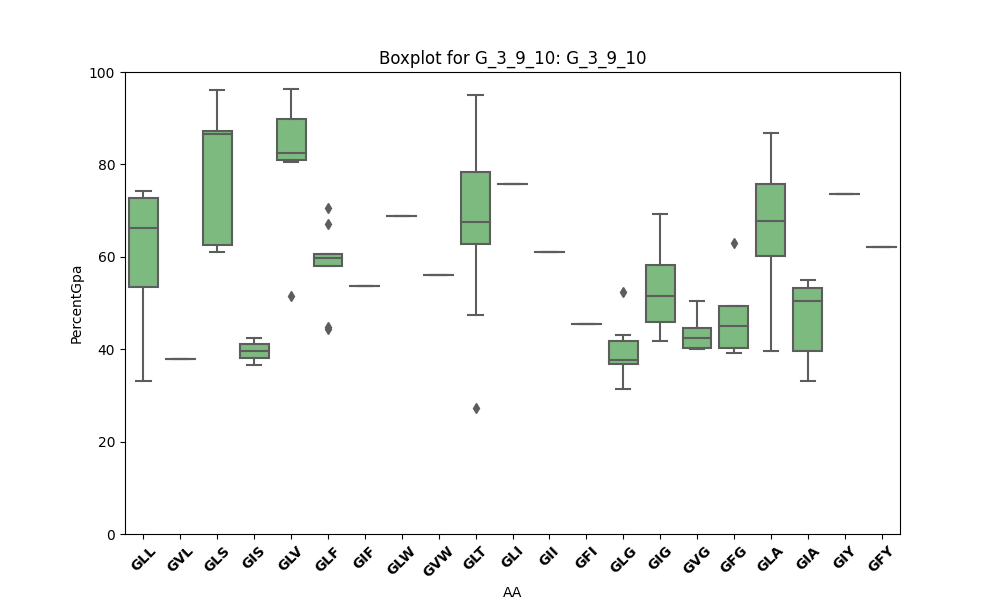 Boxplot for G_3_9_10: G_3_9_10
100
80
60
40
20
0
PercentGpa
GLL GVL GLS GIS GLV GLF GIF GLW GVW GLT GLI GII GFI GLG GIG GVG GFG GLA GIA GIY GFY
AA